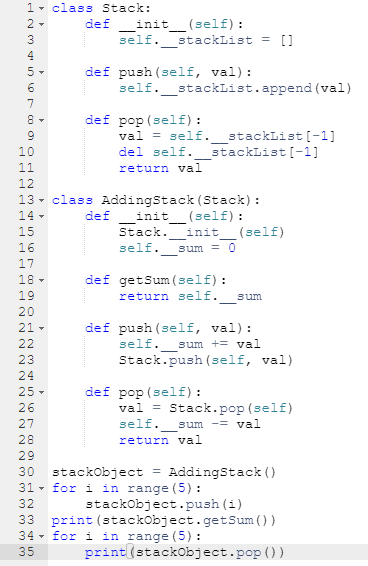 1 class Stack:
2     def __init__(self):
3         self.__stackList = []
4
5     def push(self, val):
6         self.__stackList.append(val)
7
8     def pop(self):
9         val = self.__stackList[-1]
10         del self.__stackList[-1]
11         return val
12
13 class AddingStack(Stack):
14     def __init__(self):
15         Stack.__init__(self)
16         self.__sum = 0
17
18     def getSum(self):
19         return self.__sum
20
21     def push(self, val):
22         self.__sum += val
23         Stack.push(self, val)
24
25     def pop(self):
26         val = Stack.pop(self)
27         self.__sum -= val
28         return val
29
30 stackObject = AddingStack()
31 for i in range(5):
32     stackObject.push(i)
33 print(stackObject.getSum())
34 for i in range(5):
35     print(stackObject.pop())